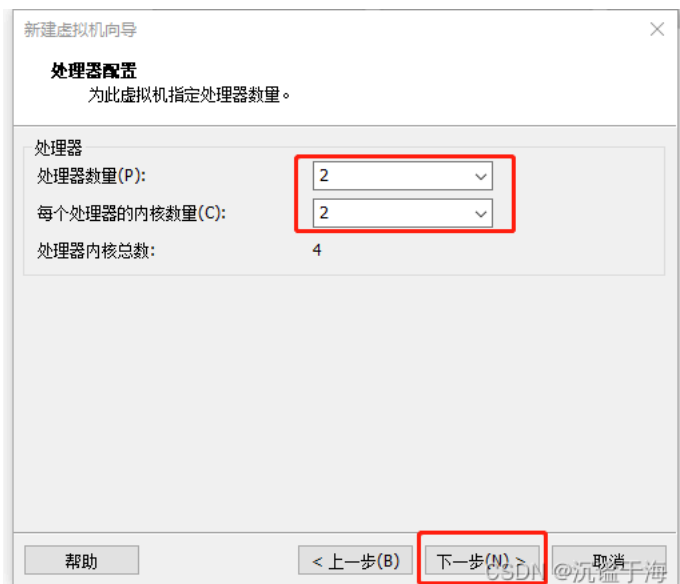 新建虚拟机向导
处理器配置
为此虚拟机指定处理器数量。
处理器
处理器数量(P): 2
每个处理器的内核数量(C): 2
处理器内核总数: 4
帮助 < 上一步(B) 下一步(N) > 取消
CSDN @沉谧于海